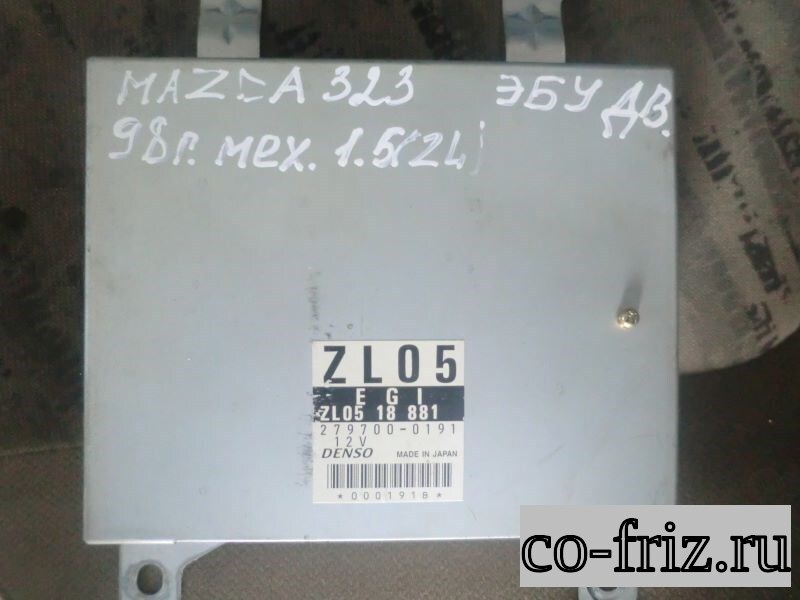 MAZDA 323 ЭБУ ДВ.
98г. мех. 1.5(ZL)
ZL05
EGI
ZL05 18 881
279700-0191
12V
DENSO MADE IN JAPAN
*0001918*
co-friz.ru